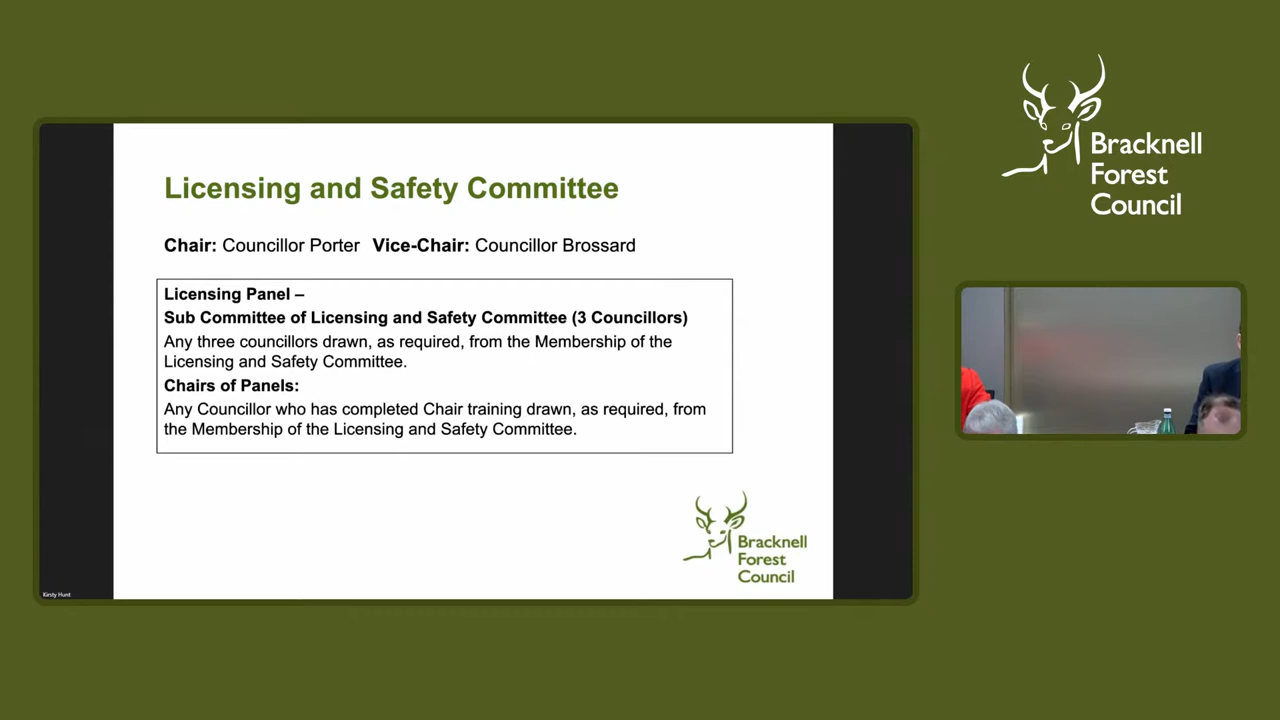 Licensing and Safety Committee
Chair: Councillor Porter Vice-Chair: Councillor Brossard
Licensing Panel –
Sub Committee of Licensing and Safety Committee (3 Councillors)
Any three councillors drawn, as required, from the Membership of the
Licensing and Safety Committee.
Chairs of Panels:
Any Councillor who has completed Chair training drawn, as required, from
the Membership of the Licensing and Safety Committee.
Bracknell
Forest
Council
Kirsty Hunt
Bracknell
Forest
Council